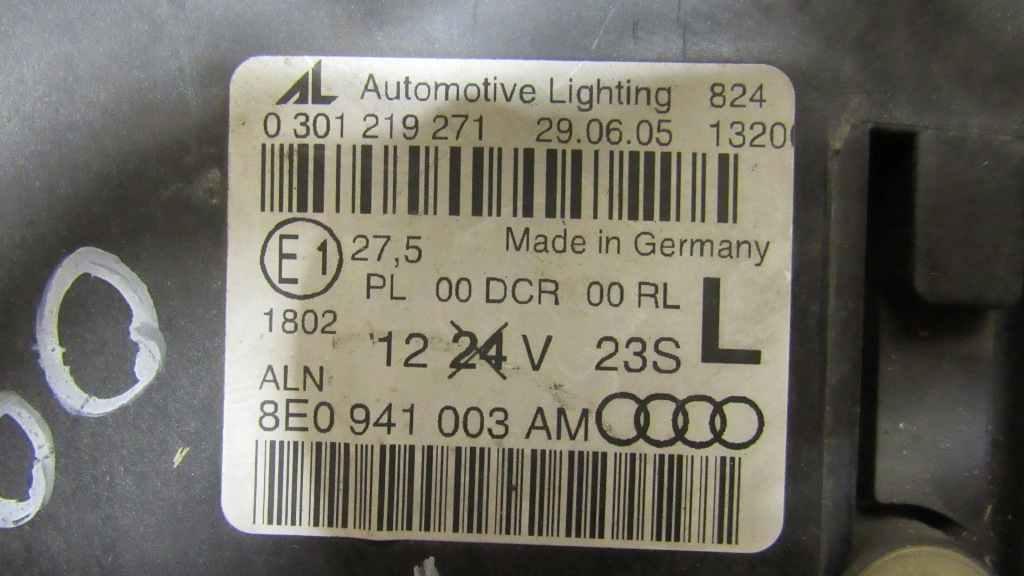 AL Automotive Lighting 824
0 301 219 271 29.06.05 1320
E1 27,5 Made in Germany
PL 00 DCR 00 RL L
1802 12 24 V 23S
ALN
8E0 941 003 AM